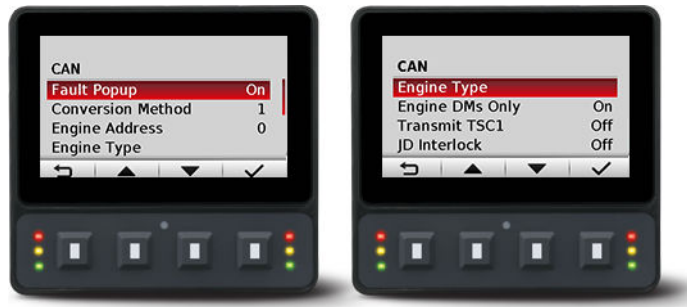 CAN
Fault Popup On
Conversion Method 1
Engine Address 0
Engine Type
CAN
Engine Type
Engine DMs Only On
Transmit TSC1 Off
JD Interlock Off